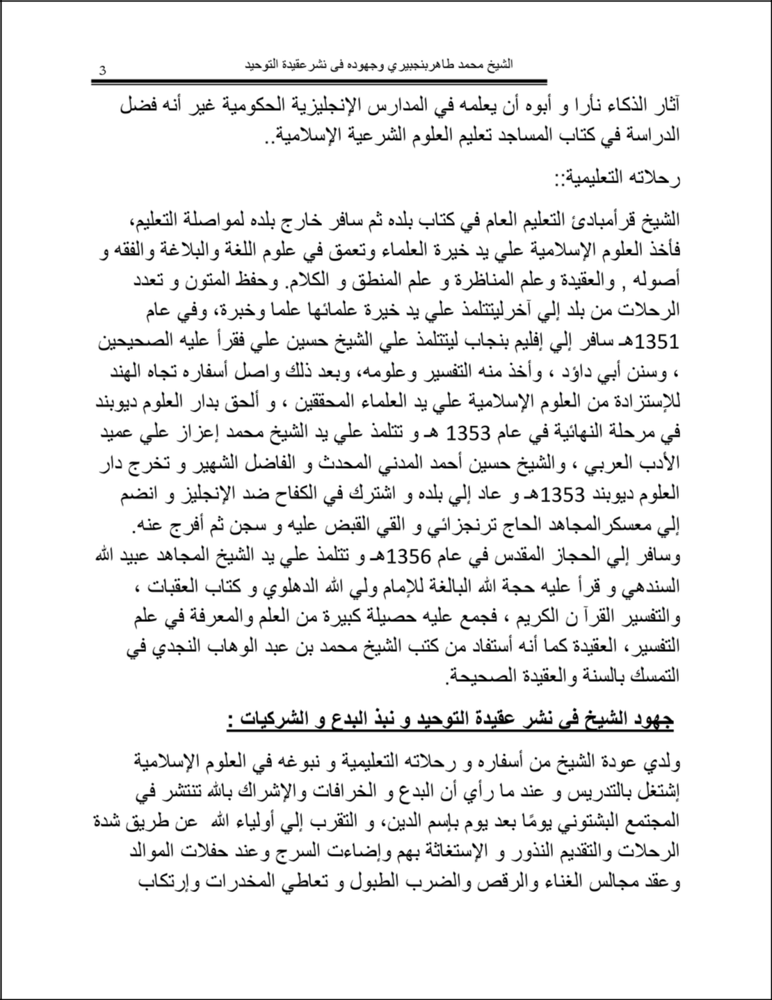 الشيخ محمد طاهربنجبيري وجهوده فى نشرعقيدة التوحيد
3
آثار الذكاء نأرا و أبوه أن يعلمه في المدارس الإنجليزية الحكومية غير أنه فضل
الدراسة في كتاب المساجد تعليم العلوم الشرعية الإسلامية..
رحلاته التعليمية::
الشيخ قرأمبادئ التعليم العام في كتاب بلده ثم سافر خارج بلده لمواصلة التعليم،
فأخذ العلوم الإسلامية علي يد خيرة العلماء وتعمق في علوم اللغة والبلاغة والفقه و
أصوله , والعقيدة وعلم المناظرة و علم المنطق و الكلام. وحفظ المتون و تعدد
الرحلات من بلد إلي آخرليتتلمذ علي يد خيرة علمائها علما وخبرة، وفي عام
1351هـ سافر إلي إفليم بنجاب ليتتلمذ علي الشيخ حسين علي فقرأ عليه الصحيحين
، وسنن أبي داؤد ، وأخذ منه التفسير وعلومه، وبعد ذلك واصل أسفاره تجاه الهند
للإستزادة من العلوم الإسلامية علي يد العلماء المحققين ، و ألحق بدار العلوم ديوبند
في مرحلة النهائية في عام 1353 هـ و تتلمذ علي يد الشيخ محمد إعزاز علي عميد
الأدب العربي ، والشيخ حسين أحمد المدني المحدث و الفاضل الشهير و تخرج دار
العلوم ديوبند 1353هـ و عاد إلي بلده و اشترك في الكفاح ضد الإنجليز و انضم
إلي معسكرالمجاهد الحاج ترنجزائي و القي القبض عليه و سجن ثم أفرج عنه.
وسافر إلي الحجاز المقدس في عام 1356هـ و تتلمذ علي يد الشيخ المجاهد عبيد الله
السندهي و قرأ عليه حجة الله البالغة للإمام ولي الله الدهلوي و كتاب العقبات ،
والتفسير القرآ ن الكريم ، فجمع عليه حصيلة كبيرة من العلم والمعرفة في علم
التفسير، العقيدة كما أنه أستفاد من كتب الشيخ محمد بن عبد الوهاب النجدي في
التمسك بالسنة والعقيدة الصحيحة.
جهود الشيخ في نشر عقيدة التوحيد و نبذ البدع و الشركيات :
ولدي عودة الشيخ من أسفاره و رحلاته التعليمية و نبوغه في العلوم الإسلامية
إشتغل بالتدريس و عند ما رأي أن البدع و الخرافات والإشراك بالله تنتشر في
المجتمع البشتوني يومًا بعد يوم بإسم الدين، و التقرب إلي أولياء الله عن طريق شدة
الرحلات والتقديم النذور و الإستغاثة بهم وإضاءت السرج وعند حفلات الموالد
وعقد مجالس الغناء والرقص والضرب الطبول و تعاطي المخدرات وإرتكاب